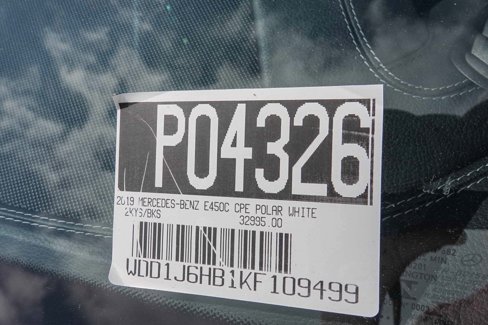 P04326
2019 MERCEDES-BENZ E450C CPE POLAR WHITE
2KYS/BKS 32995.00
WDD1J6HB1KF109499